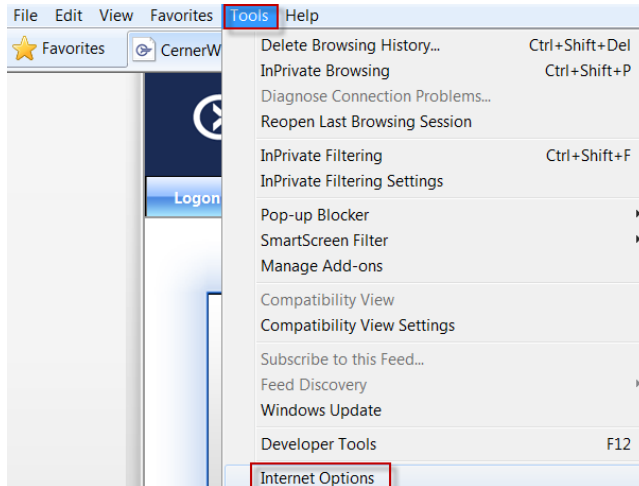 File Edit View Favorites Tools Help
Favorites CernerW
Delete Browsing History... Ctrl+Shift+Del
InPrivate Browsing Ctrl+Shift+P
Diagnose Connection Problems...
Reopen Last Browsing Session
InPrivate Filtering Ctrl+Shift+F
InPrivate Filtering Settings
Logon
Pop-up Blocker
SmartScreen Filter
Manage Add-ons
Compatibility View
Compatibility View Settings
Subscribe to this Feed...
Feed Discovery
Windows Update
Developer Tools F12
Internet Options